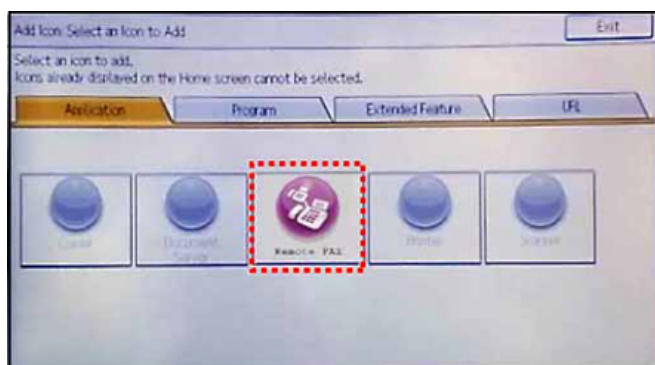 Add Icon: Select an Icon to Add
Exit
Select an icon to add.
Icons already displayed on the Home screen cannot be selected.
Application
Program
Extended Feature
URL
Copier
Document
Server
Remote FAX
Printer
Scanner